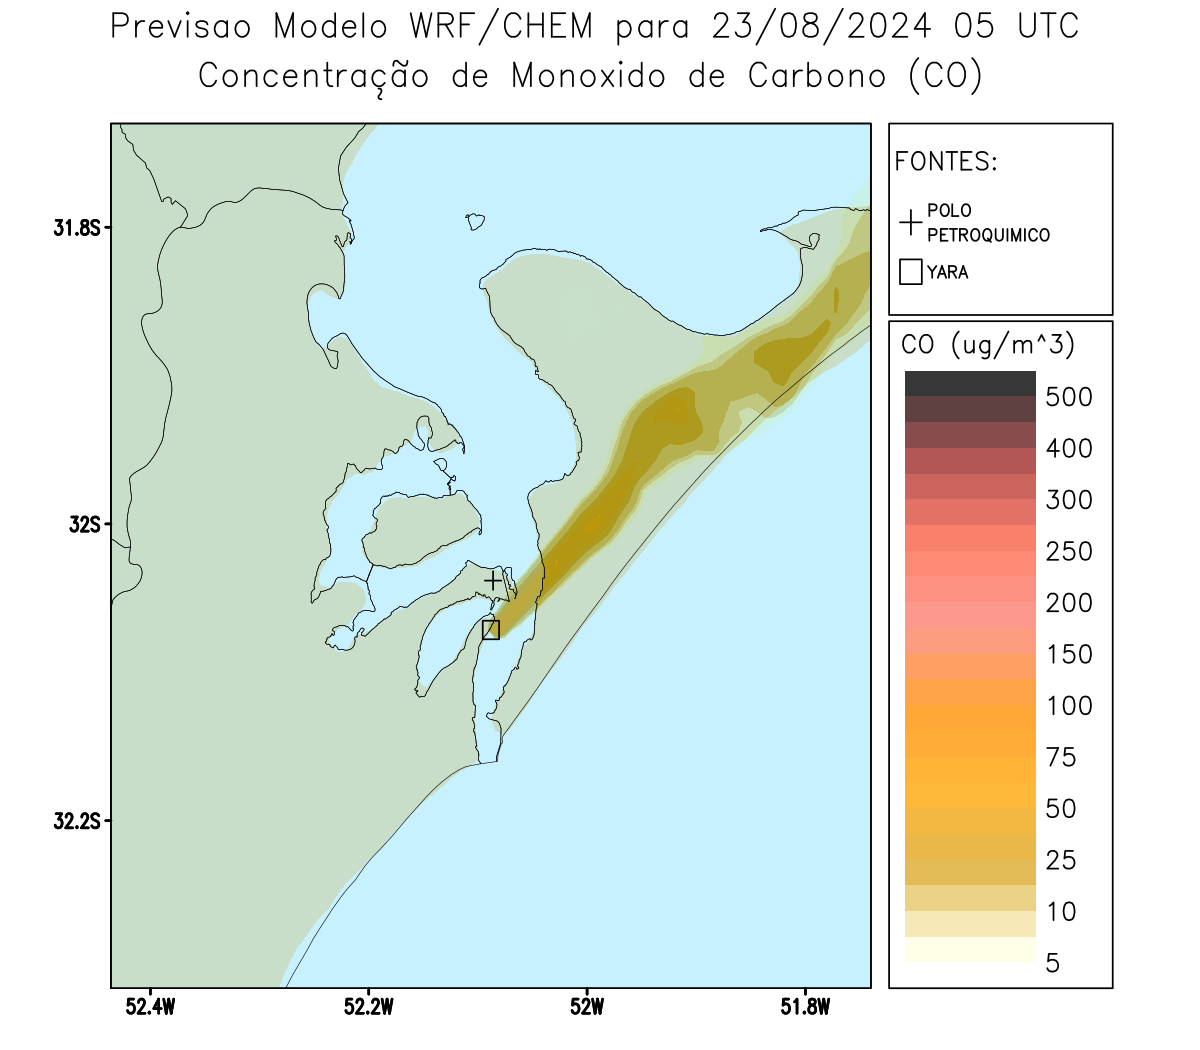 Previsao Modelo WRF/CHEM para 23/08/2024 05 UTC
Concentração de Monoxido de Carbono (CO)
FONTES:
POLO
PETROQUIMICO
YARA
31.8S
32S
32.2S
52.4W
52.2W
52W
51.8W
CO (ug/m^3)
500
400
300
250
200
150
100
75
50
25
10
5